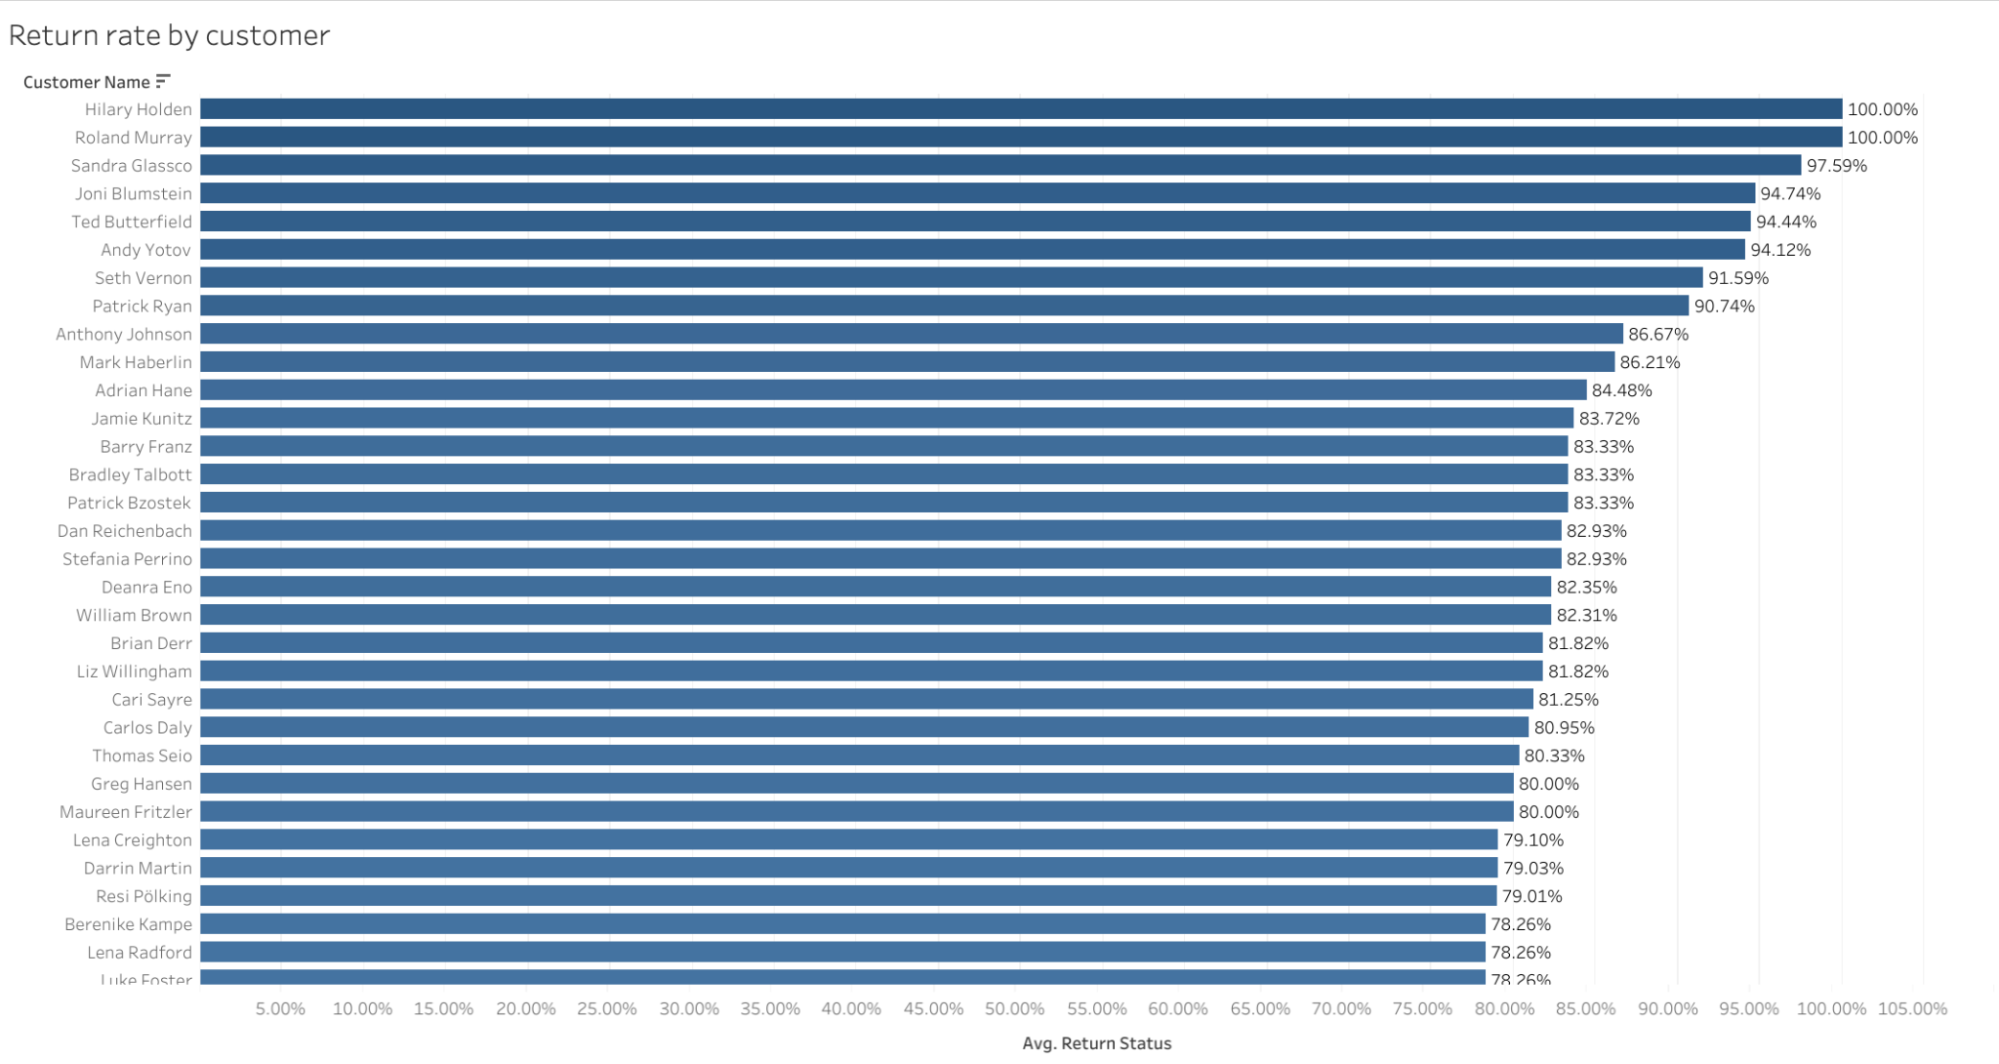 Return rate by customer
Customer Name
Hilary Holden 100.00%
Roland Murray 100.00%
Sandra Glassco 97.59%
Joni Blumstein 94.74%
Ted Butterfield 94.44%
Andy Yotov 94.12%
Seth Vernon 91.59%
Patrick Ryan 90.74%
Anthony Johnson 86.67%
Mark Haberlin 86.21%
Adrian Hane 84.48%
Jamie Kunitz 83.72%
Barry Franz 83.33%
Bradley Talbott 83.33%
Patrick Bzostek 83.33%
Dan Reichenbach 82.93%
Stefania Perrino 82.93%
Deanra Eno 82.35%
William Brown 82.31%
Brian Derr 81.82%
Liz Willingham 81.82%
Cari Sayre 81.25%
Carlos Daly 80.95%
Thomas Seio 80.33%
Greg Hansen 80.00%
Maureen Fritzler 80.00%
Lena Creighton 79.10%
Darrin Martin 79.03%
Resi Pölking 79.01%
Berenike Kampe 78.26%
Lena Radford 78.26%
Luke Foster 78.26%
5.00% 10.00% 15.00% 20.00% 25.00% 30.00% 35.00% 40.00% 45.00% 50.00% 55.00% 60.00% 65.00% 70.00% 75.00% 80.00% 85.00% 90.00% 95.00% 100.00% 105.00%
Avg. Return Status